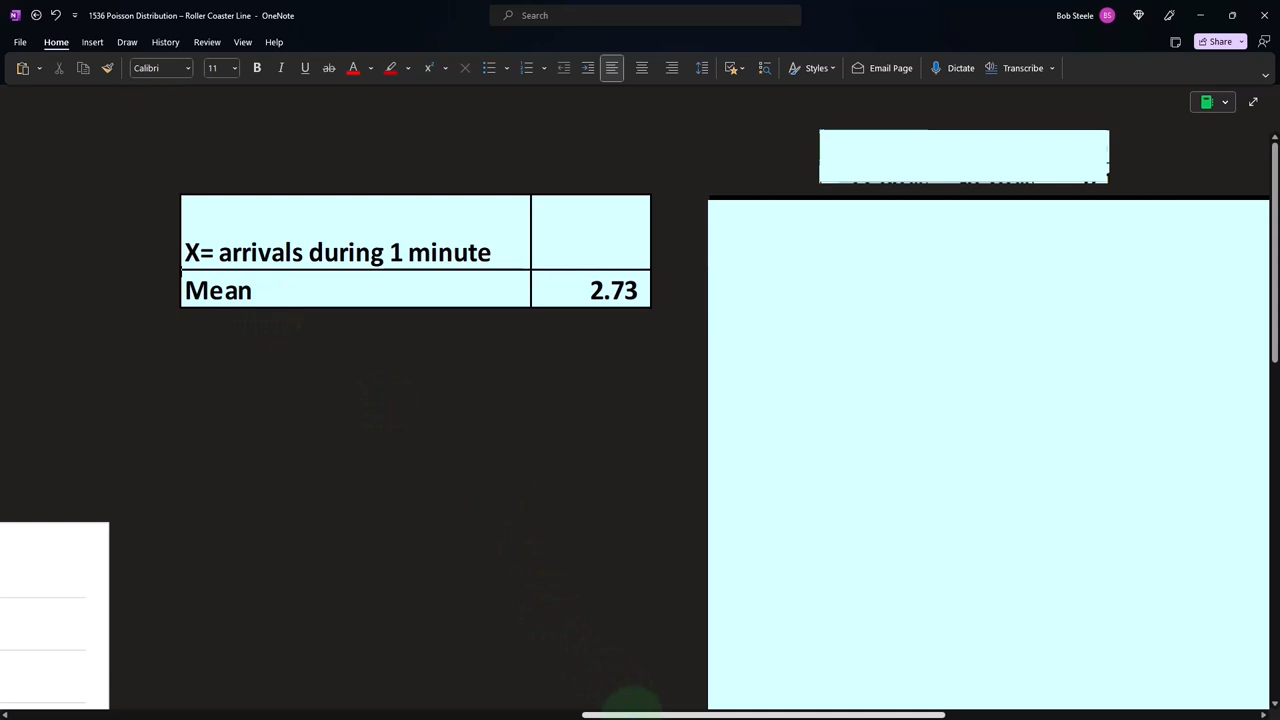 1536 Poisson Distribution – Roller Coaster Line - OneNote
Search
Bob Steele
BS
File Home Insert Draw History Review View Help
Share
Calibri 11 B I U ab A x Styles Email Page Dictate Transcribe
X= arrivals during 1 minute
Mean 2.73